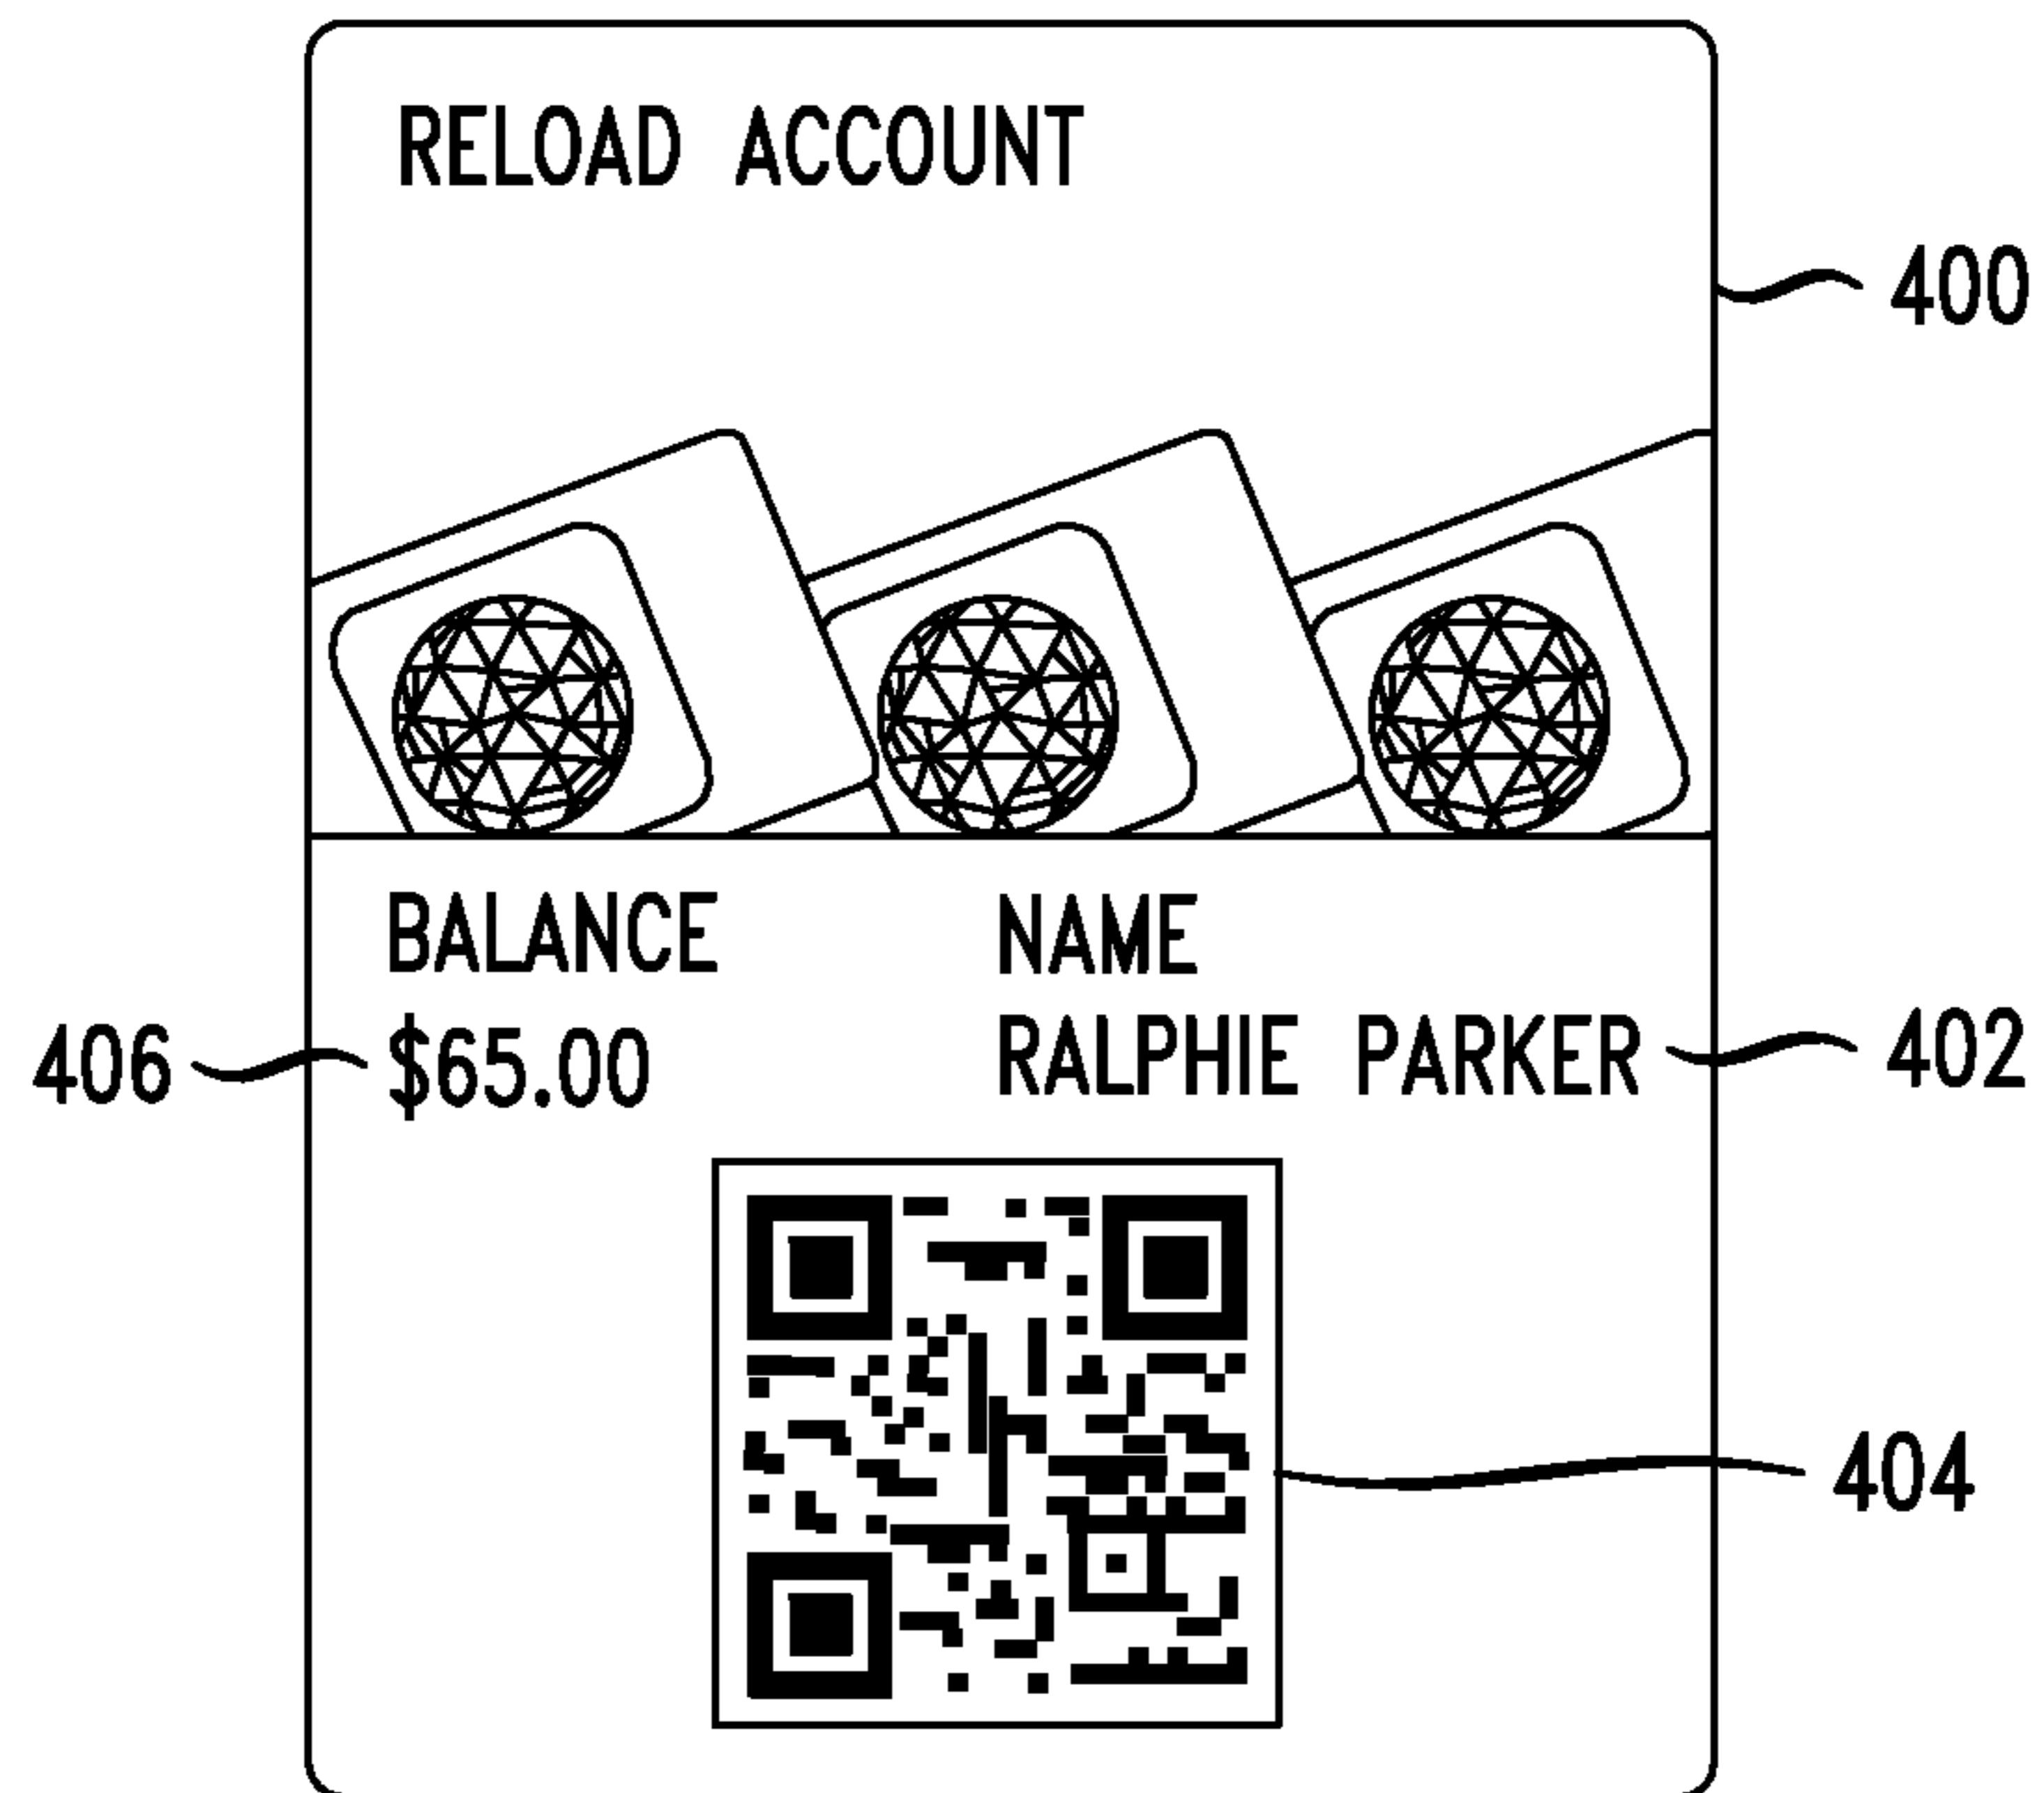 RELOAD ACCOUNT
400
BALANCE NAME
406 $65.00 RALPHIE PARKER 402
404